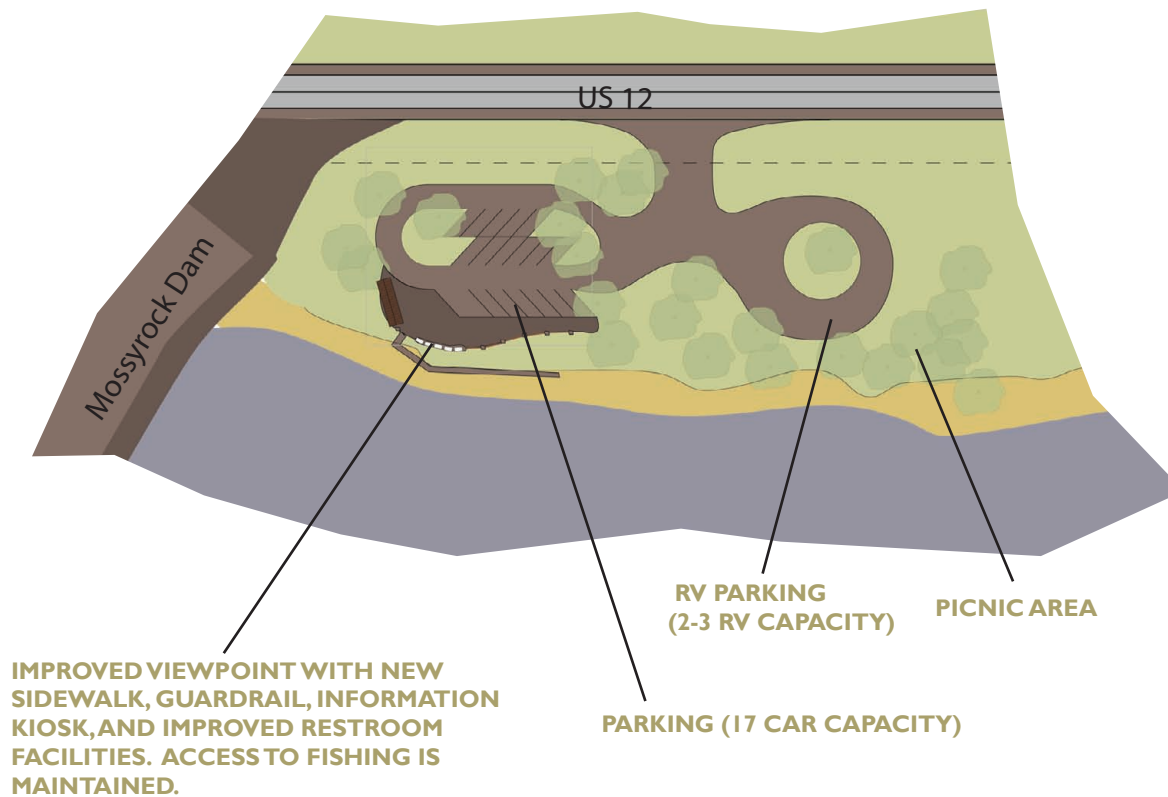 US 12
Mossyrock Dam
RV PARKING
(2-3 RV CAPACITY)
PICNIC AREA
IMPROVED VIEWPOINT WITH NEW
SIDEWALK, GUARDRAIL, INFORMATION
KIOSK, AND IMPROVED RESTROOM
FACILITIES. ACCESS TO FISHING IS
MAINTAINED.
PARKING (17 CAR CAPACITY)